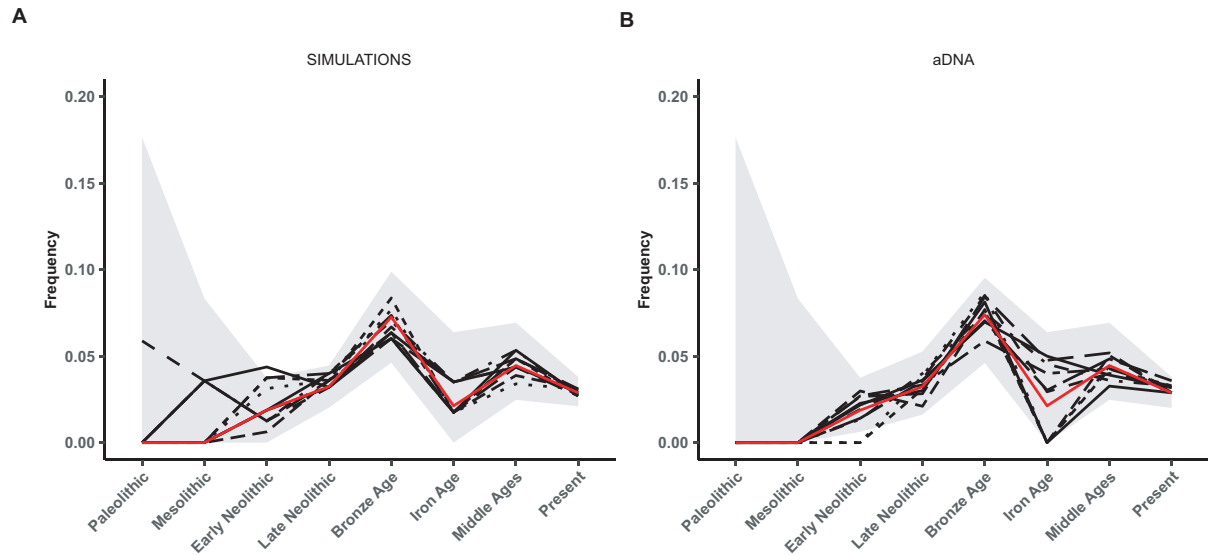 A
SIMULATIONS
Frequency
0.20
0.15
0.10
0.05
0.00
Paleolithic
Mesolithic
Early Neolithic
Late Neolithic
Bronze Age
Iron Age
Middle Ages
Present
B
aDNA
Frequency
0.20
0.15
0.10
0.05
0.00
Paleolithic
Mesolithic
Early Neolithic
Late Neolithic
Bronze Age
Iron Age
Middle Ages
Present